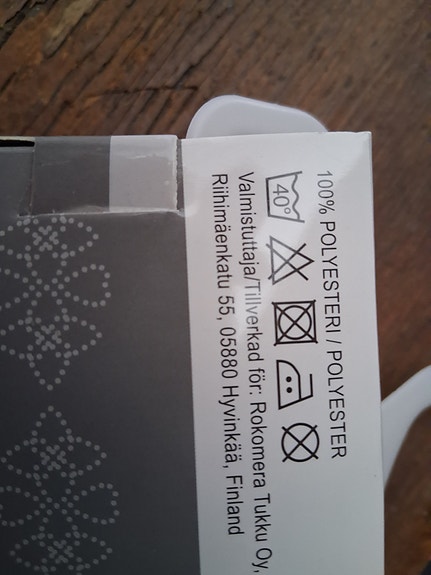 100% POLYESTERI / POLYESTER
40°
Valmistuttaja/Tillverkad för: Rokomera Tukku Oy,
Riihimäenkatu 55, 05880 Hyvinkää, Finland